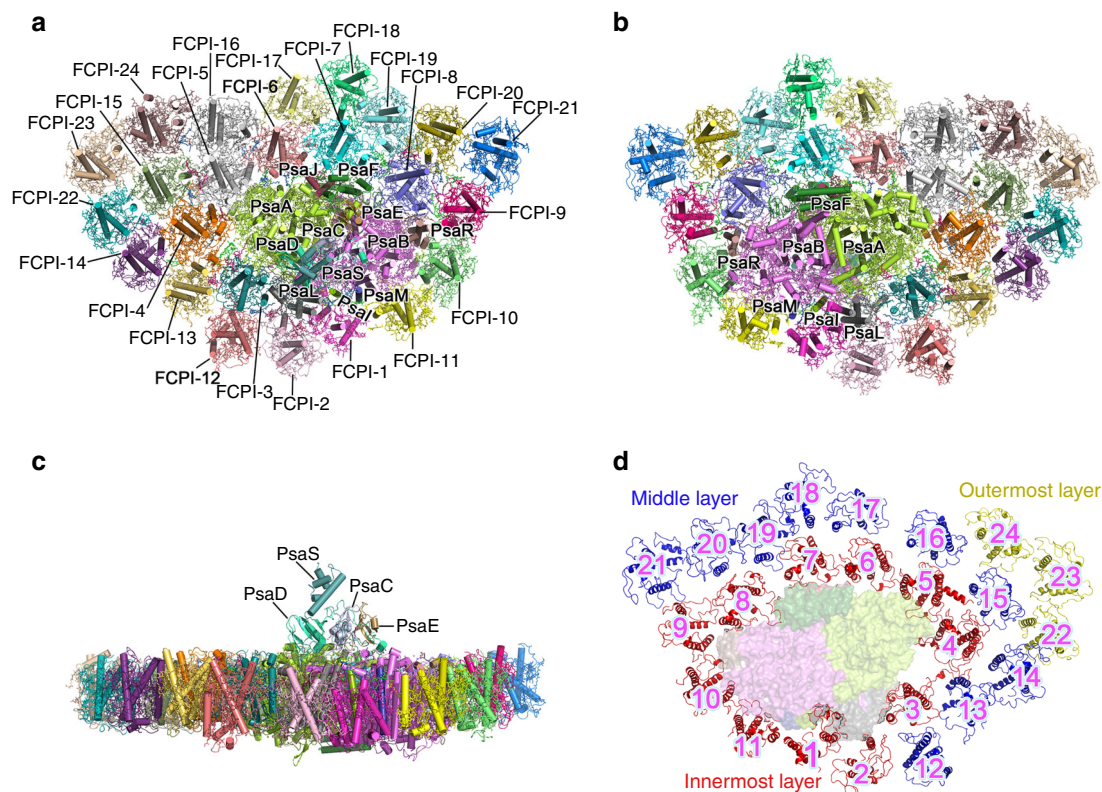 a
FCPI-18
FCPI-16
FCPI-7
FCPI-17
FCPI-19
FCPI-24
FCPI-5
FCPI-8
FCPI-6
FCPI-15
FCPI-20
FCPI-23
FCPI-21
PsaJ
PsaF
FCPI-22
PsaA
PsaE
FCPI-9
PsaC
PsaR
PsaD
PsaB
FCPI-14
PsaS
PsaL
PsaM
PsaI
FCPI-4
FCPI-10
FCPI-13
FCPI-11
FCPI-1
FCPI-12
FCPI-3
FCPI-2
b
PsaF
PsaB
PsaA
PsaR
PsaM
PsaI
PsaL
c
PsaS
PsaD
PsaC
PsaE
d
Middle layer
Outermost layer
18
17
16
24
19
20
21
7
6
5
23
15
8
9
4
22
14
10
3
13
11
1
2
12
Innermost layer